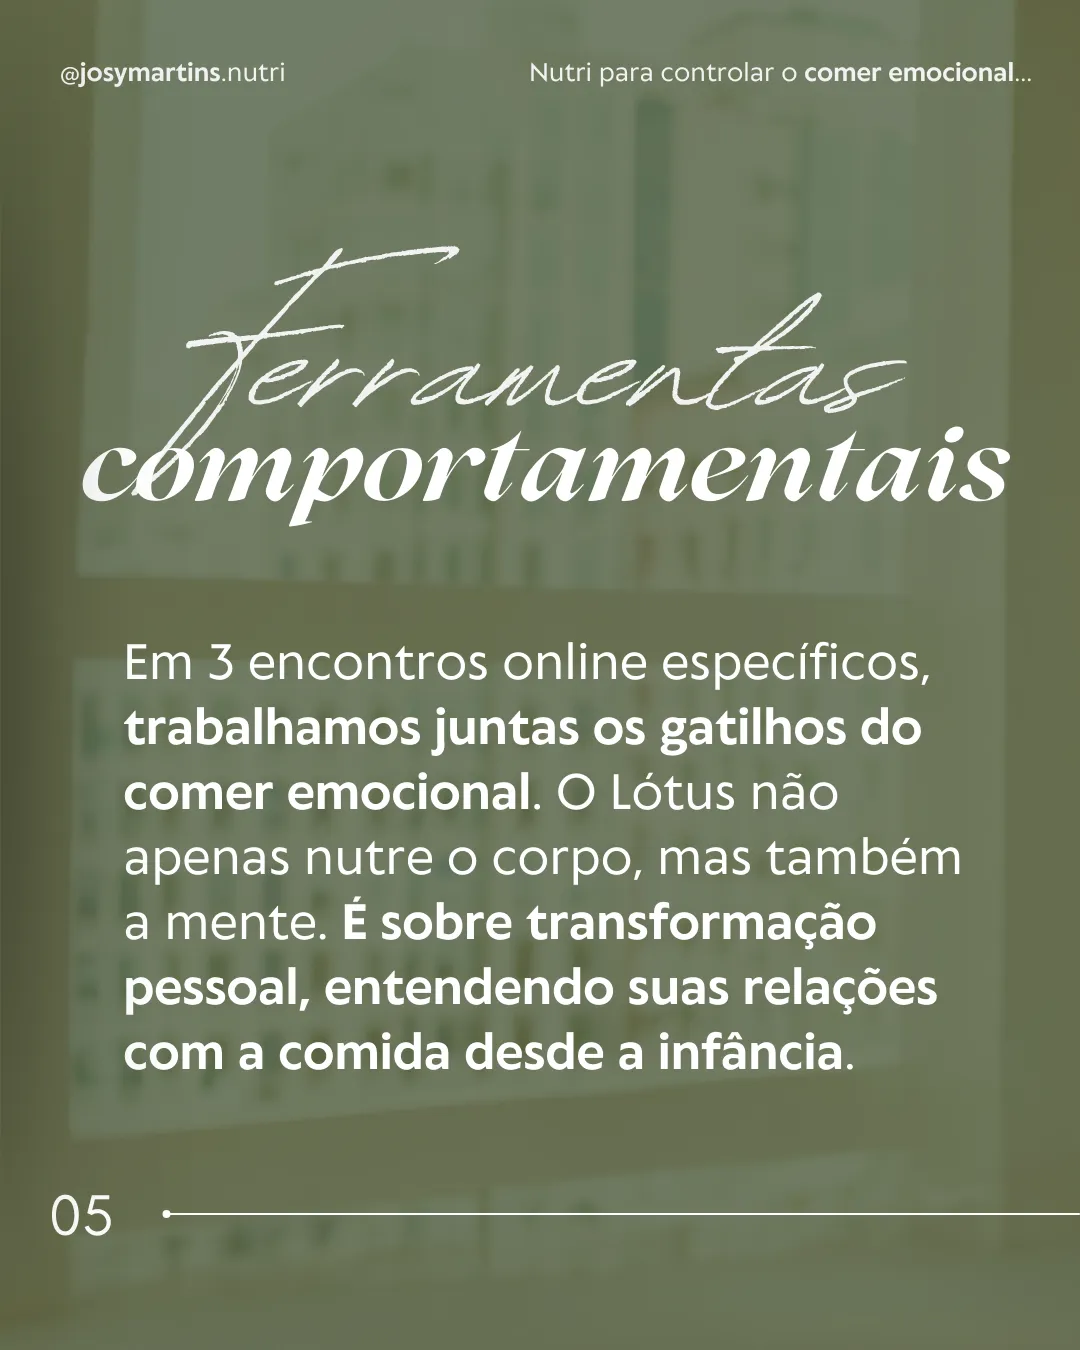 @josymartins.nutri
Nutri para controlar o comer emocional...
Ferramentas
comportamentais
Em 3 encontros online específicos,
trabalhamos juntas os gatilhos do
comer emocional. O Lótus não
apenas nutre o corpo, mas também
a mente. É sobre transformação
pessoal, entendendo suas relações
com a comida desde a infância.
05